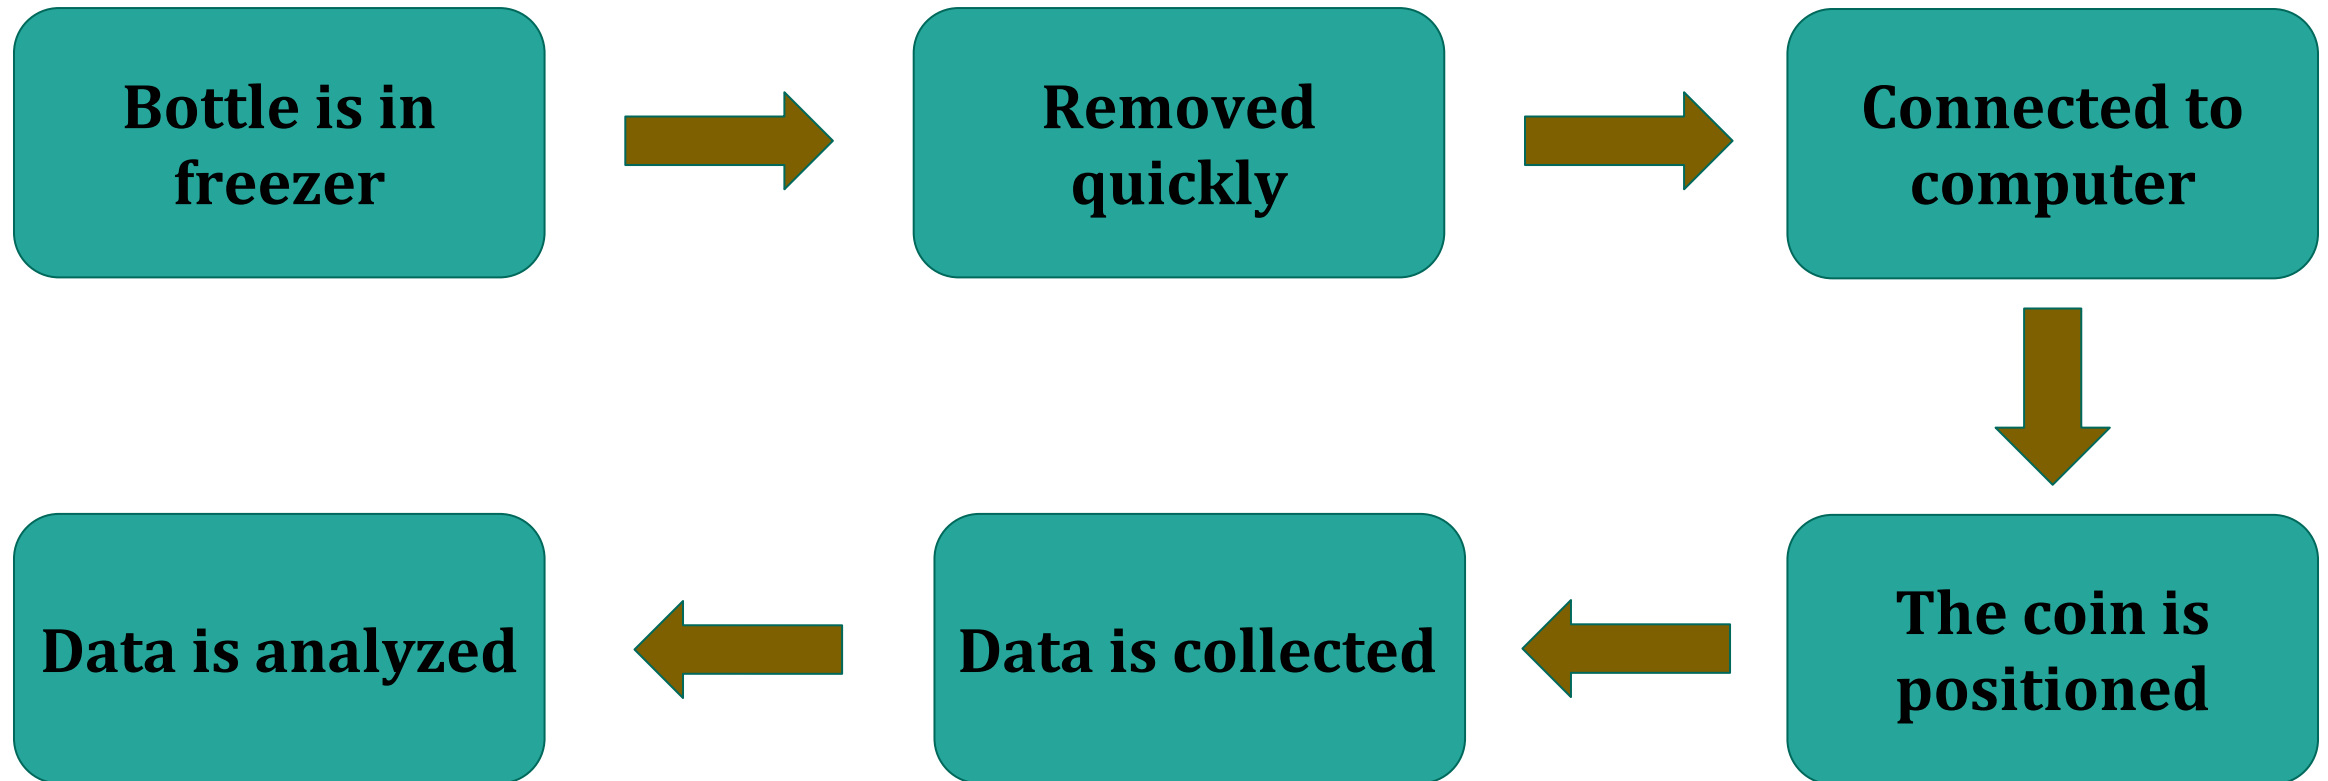 Bottle is in
freezer
Removed
quickly
Connected to
computer
The coin is
positioned
Data is collected
Data is analyzed